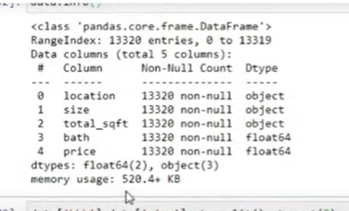 data.info()
<class 'pandas.core.frame.DataFrame'>
RangeIndex: 13320 entries, 0 to 13319
Data columns (total 5 columns):
# Column Non-Null Count Dtype
--- ------ -------------- -----
0 location 13320 non-null object
1 size 13320 non-null object
2 total_sqft 13320 non-null object
3 bath 13320 non-null float64
4 price 13320 non-null float64
dtypes: float64(2), object(3)
memory usage: 520.4+ KB